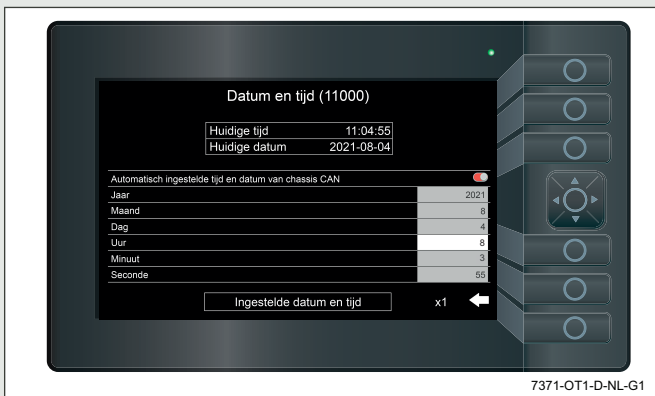 Datum en tijd (11000)
Huidige tijd 11:04:55
Huidige datum 2021-08-04
Automatisch ingestelde tijd en datum van chassis CAN
Jaar 2021
Maand 8
Dag 4
Uur 8
Minuut 3
Seconde 55
Ingestelde datum en tijd x1
7371-OT1-D-NL-G1